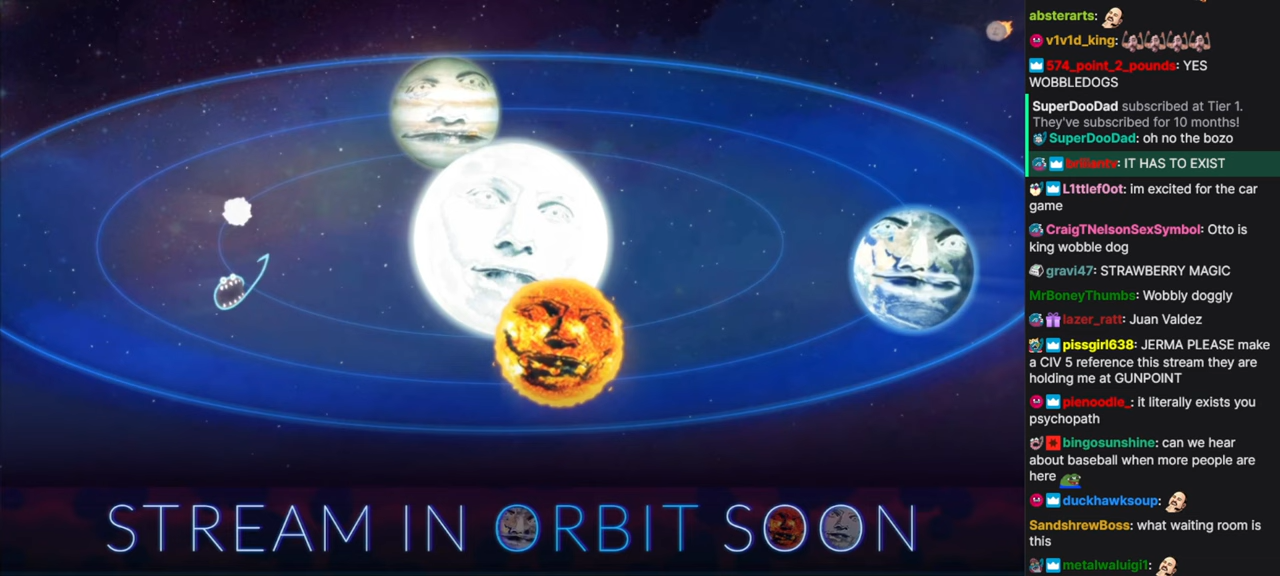 absterarts:
v1v1d_king:
574_point_2_pounds: YES
WOBBLEDOGS
SuperDooDad subscribed at Tier 1.
They've subscribed for 10 months!
SuperDooDad: oh no the bozo
briliantv: IT HAS TO EXIST
L1ttlef0ot: im excited for the car
game
CraigTNelsonSexSymbol: Otto is
king wobble dog
gravi47: STRAWBERRY MAGIC
MrBoneyThumbs: Wobbly doggly
lazer_ratt: Juan Valdez
pissgirl638: JERMA PLEASE make
a CIV 5 reference this stream they are
holding me at GUNPOINT
pienoodle_: it literally exists you
psychopath
bingosunshine: can we hear
about baseball when more people are
here
duckhawksoup:
SandshrewBoss: what waiting room is
this
metalwaluigi1:
STREAM IN ORBIT SOON